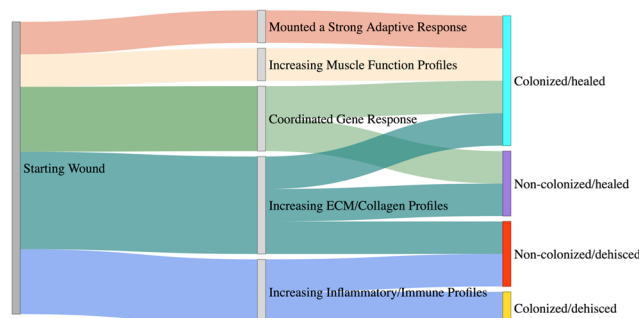 Mounted a Strong Adaptive Response
Increasing Muscle Function Profiles
Colonized/healed
Coordinated Gene Response
Starting Wound
Non-colonized/healed
Increasing ECM/Collagen Profiles
Non-colonized/dehisced
Increasing Inflammatory/Immune Profiles
Colonized/dehisced